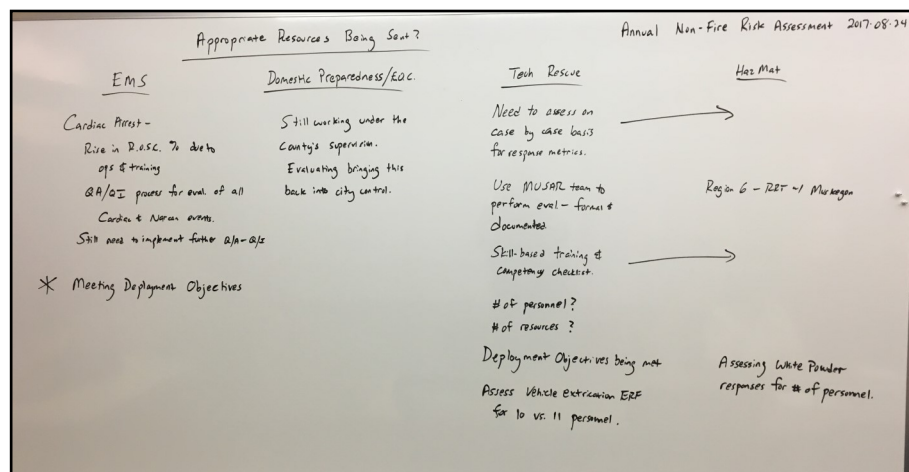 Annual Non-Fire Risk Assessment 2017.08.24
Appropriate Resources Being Sent?
EMS
Cardiac Arrest -
Rise in R.O.S.C. % due to
ops & training
QA/QI process for eval. of all
Cardiac & Narcan events.
Still need to implement further Q/A-Q/I
* Meeting Deployment Objectives
Domestic Preparedness/E.O.C.
Still working under the
County's supervision.
Evaluating bringing this
back into city control.
Tech Rescue
Need to assess on
case by case basis
for response metrics.
Use MUSAR team to
perform eval - formal &
documented.
Skill-based training &
competency checklist.
# of personnel?
# of resources?
Deployment Objectives being met
Assess Vehicle extrication ERF
for 10 vs. 11 personnel.
Haz Mat
Region 6 - RRT - Muskegon
Assessing White Powder
responses for # of personnel.